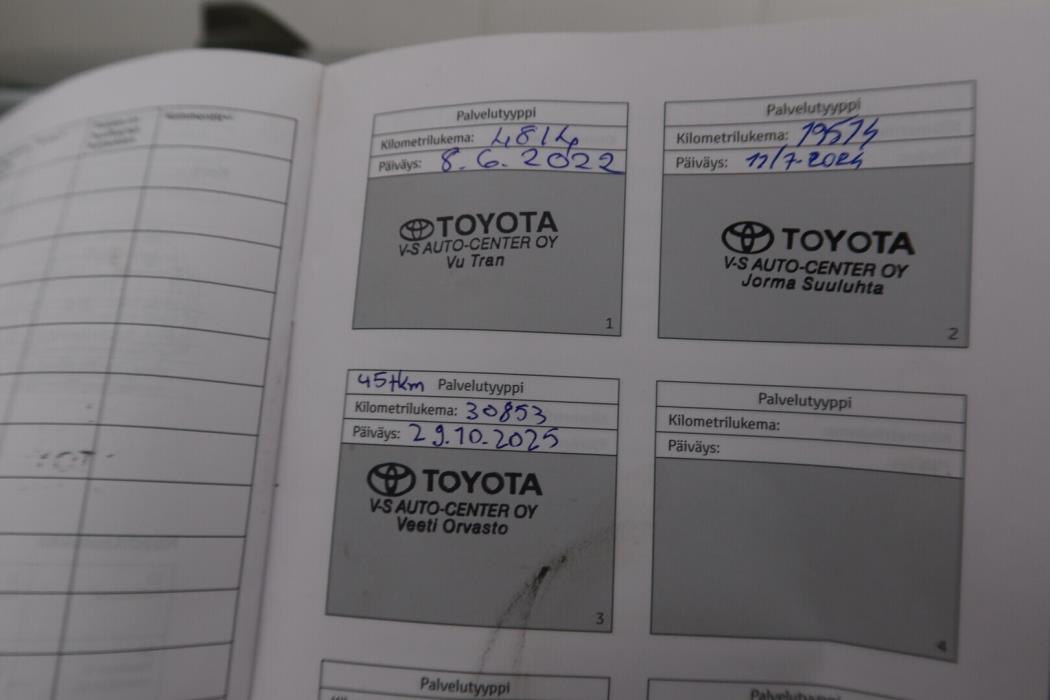 Palvelutyyppi
Kilometrilukema: 4814
Päiväys: 8.6.2022
TOYOTA
V-S AUTO-CENTER OY
Vu Tran
1
Palvelutyyppi
Kilometrilukema: 19514
Päiväys: 11/7-2024
TOYOTA
V-S AUTO-CENTER OY
Jorma Suuluhta
2
45tkm Palvelutyyppi
Kilometrilukema: 30853
Päiväys: 29.10.2025
TOYOTA
V-S AUTO-CENTER OY
Veeti Orvasto
3
Palvelutyyppi
Kilometrilukema:
Päiväys:
4
Palvelutyyppi
Palvelutyyppi